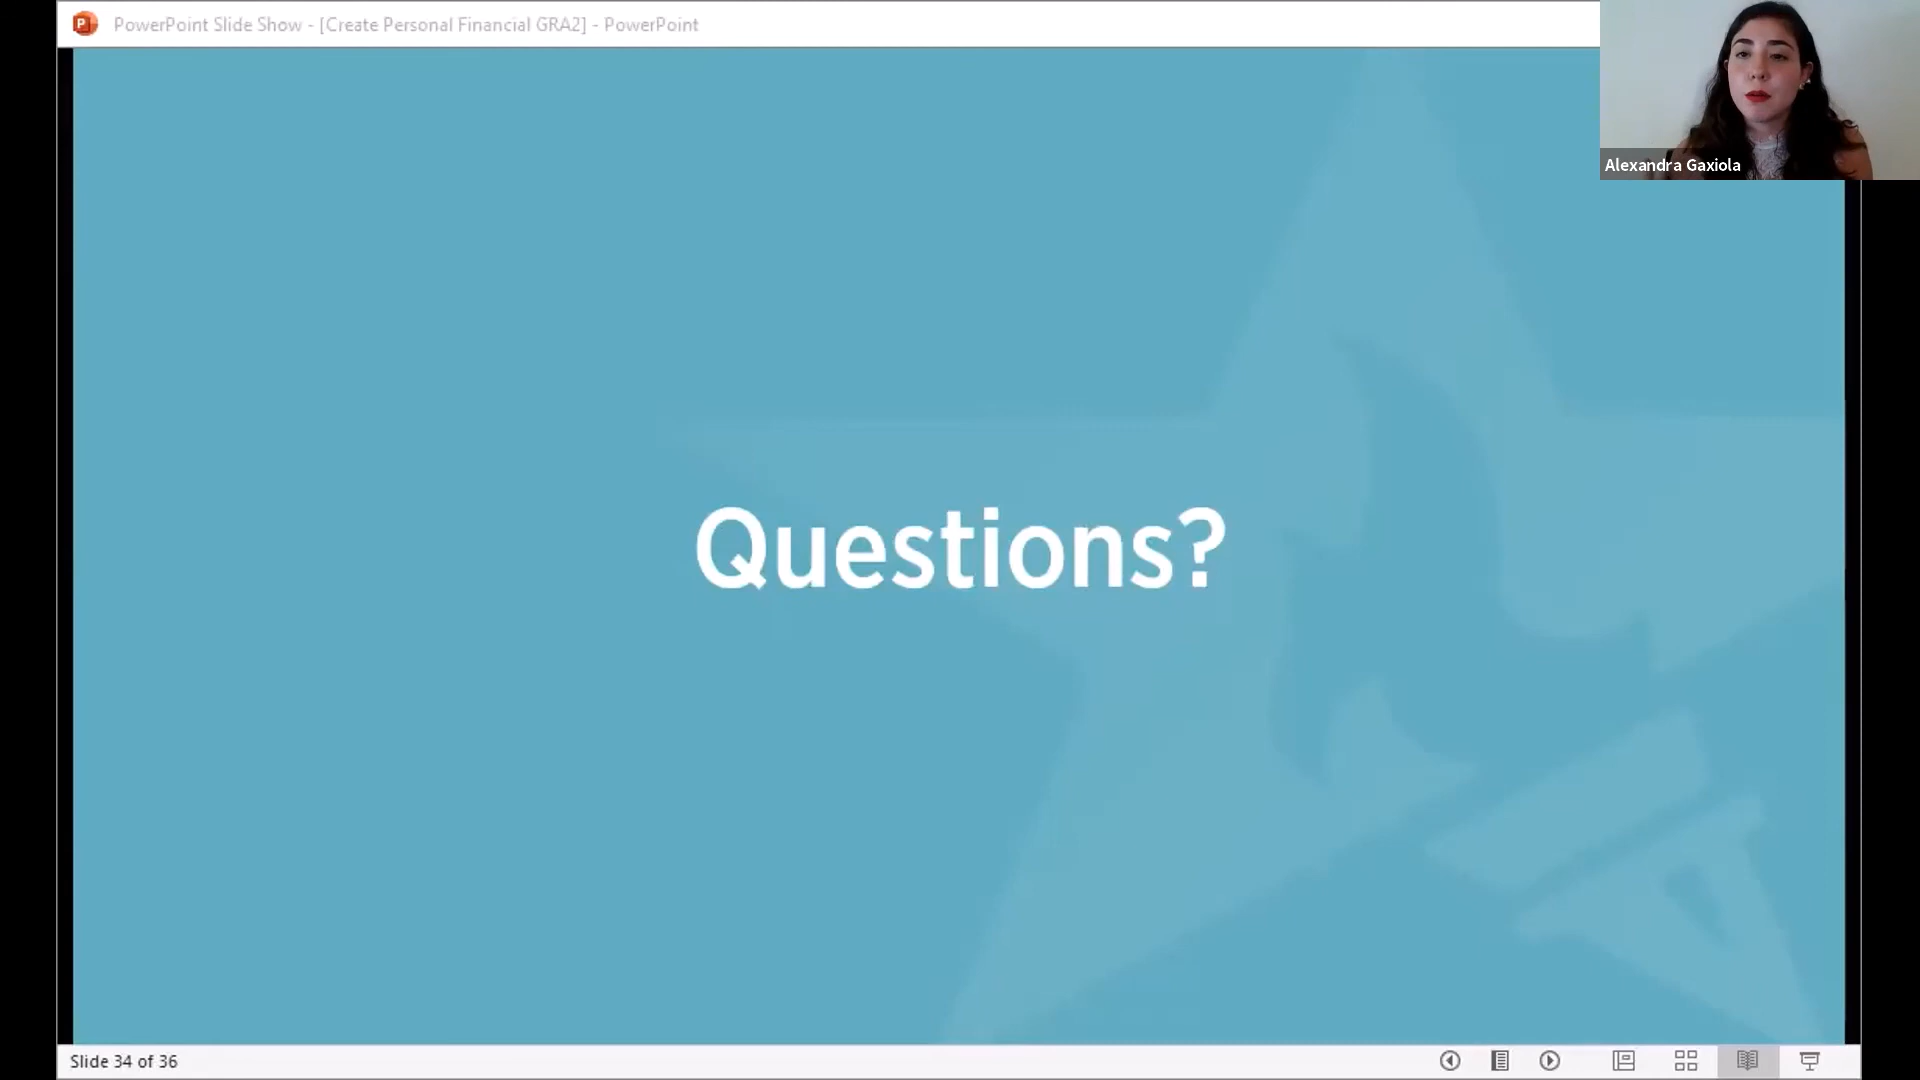 PowerPoint Slide Show - [Create Personal Financial GRA2] - PowerPoint
Alexandra Gaxiola
Questions?
Slide 34 of 36